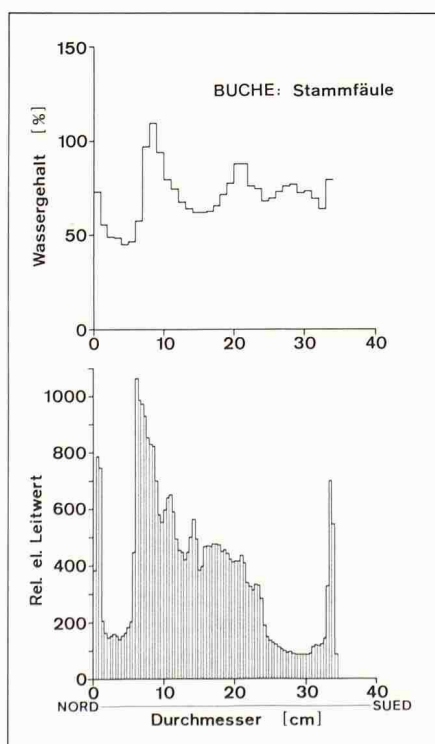 150
BUCHE: Stammfäule
100
50
0
Wassergehalt [%]
0 10 20 30 40
1000
800
600
400
200
0
Rel. el. Leitwert
0 10 20 30 40
NORD SUED
Durchmesser [cm]